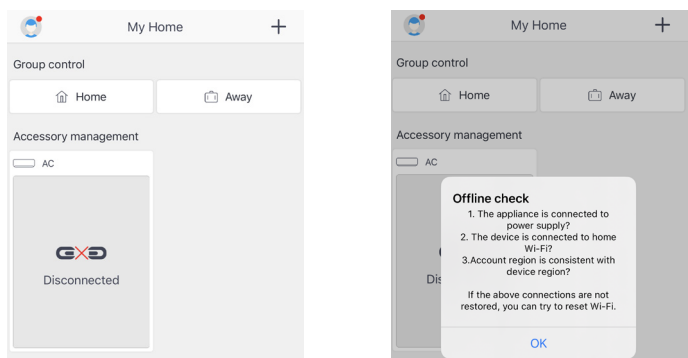 My Home
Group control
Home
Away
Accessory management
AC
Disconnected
My Home
Group control
Home
Away
Accessory management
AC
Dis
Offline check
1. The appliance is connected to
power supply?
2. The device is connected to home
Wi-Fi?
3.Account region is consistent with
device region?
If the above connections are not
restored, you can try to reset Wi-Fi.
OK